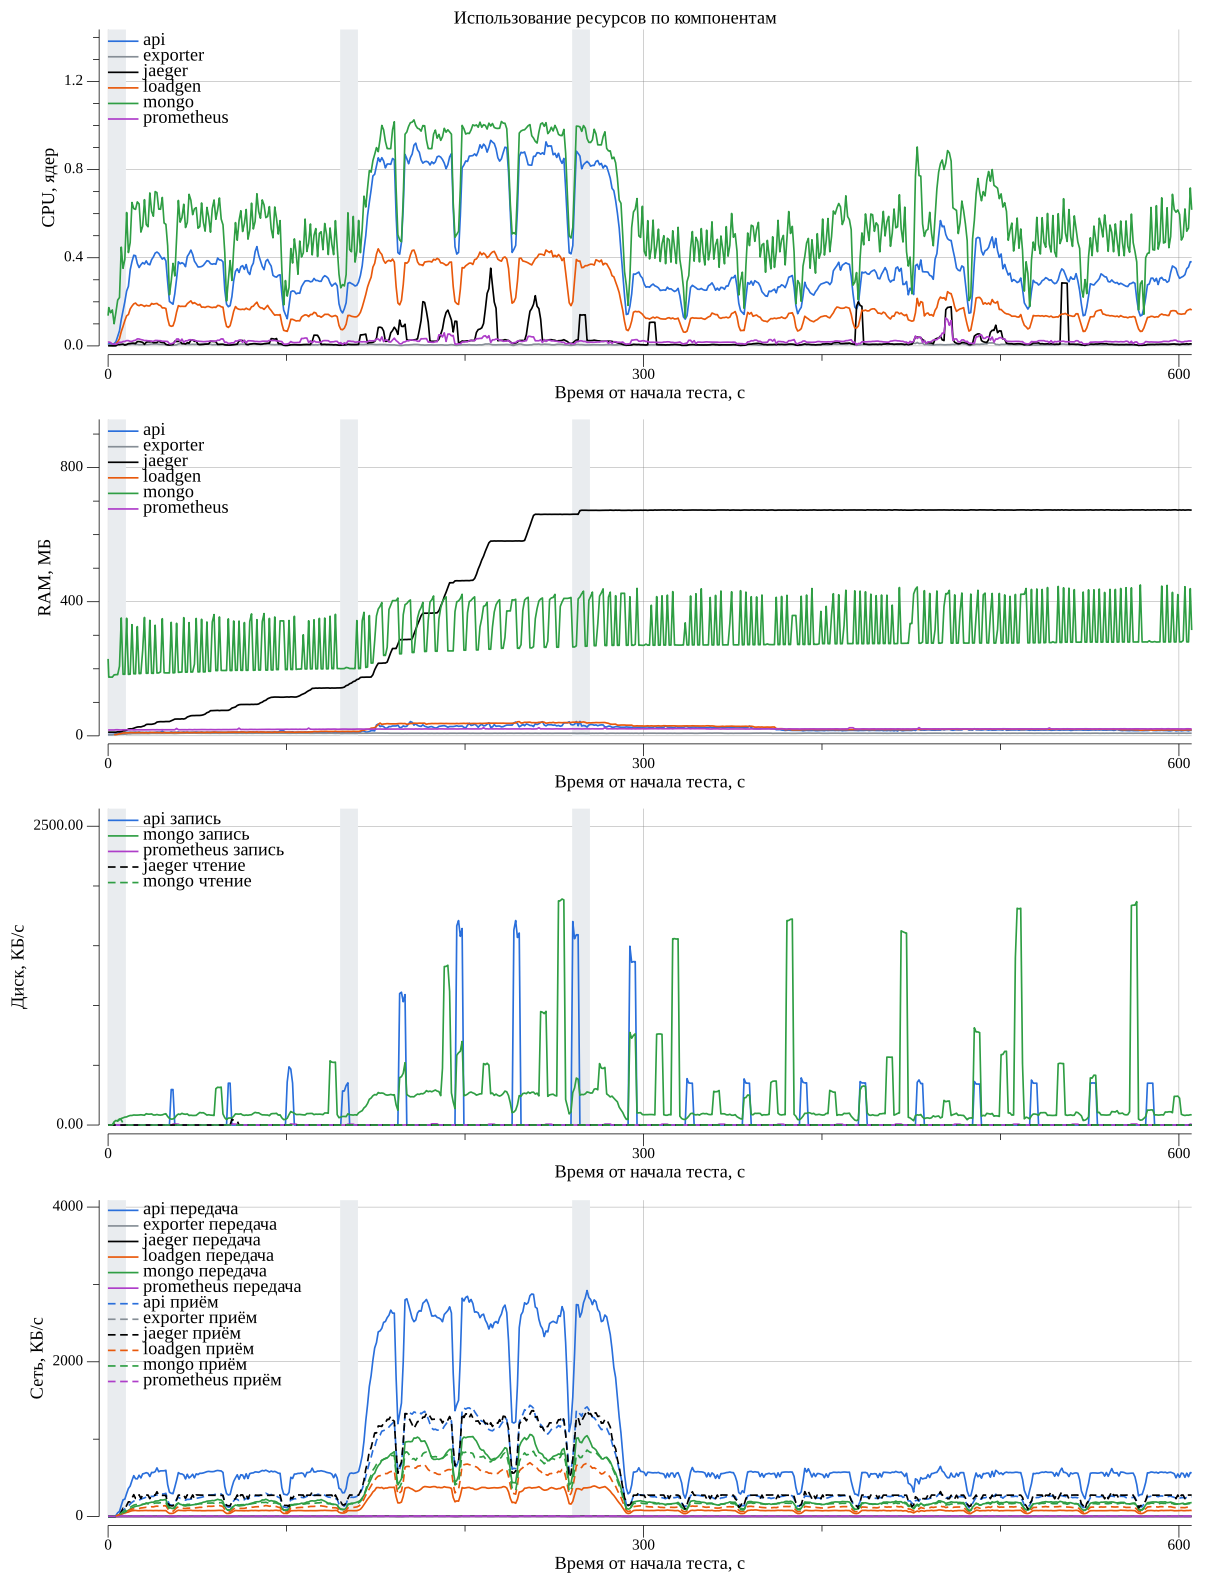 Использование ресурсов по компонентам
api
exporter
jaeger
loadgen
mongo
prometheus
1.2
0.8
0.4
0.0
CPU, ядер
0
300
600
Время от начала теста, с
api
exporter
jaeger
loadgen
mongo
prometheus
800
400
0
RAM, МБ
0
300
600
Время от начала теста, с
api запись
mongo запись
prometheus запись
jaeger чтение
mongo чтение
2500.00
0.00
Диск, КБ/с
0
300
600
Время от начала теста, с
api передача
exporter передача
jaeger передача
loadgen передача
mongo передача
prometheus передача
api приём
exporter приём
jaeger приём
loadgen приём
mongo приём
prometheus приём
4000
2000
0
Сеть, КБ/с
0
300
600
Время от начала теста, с